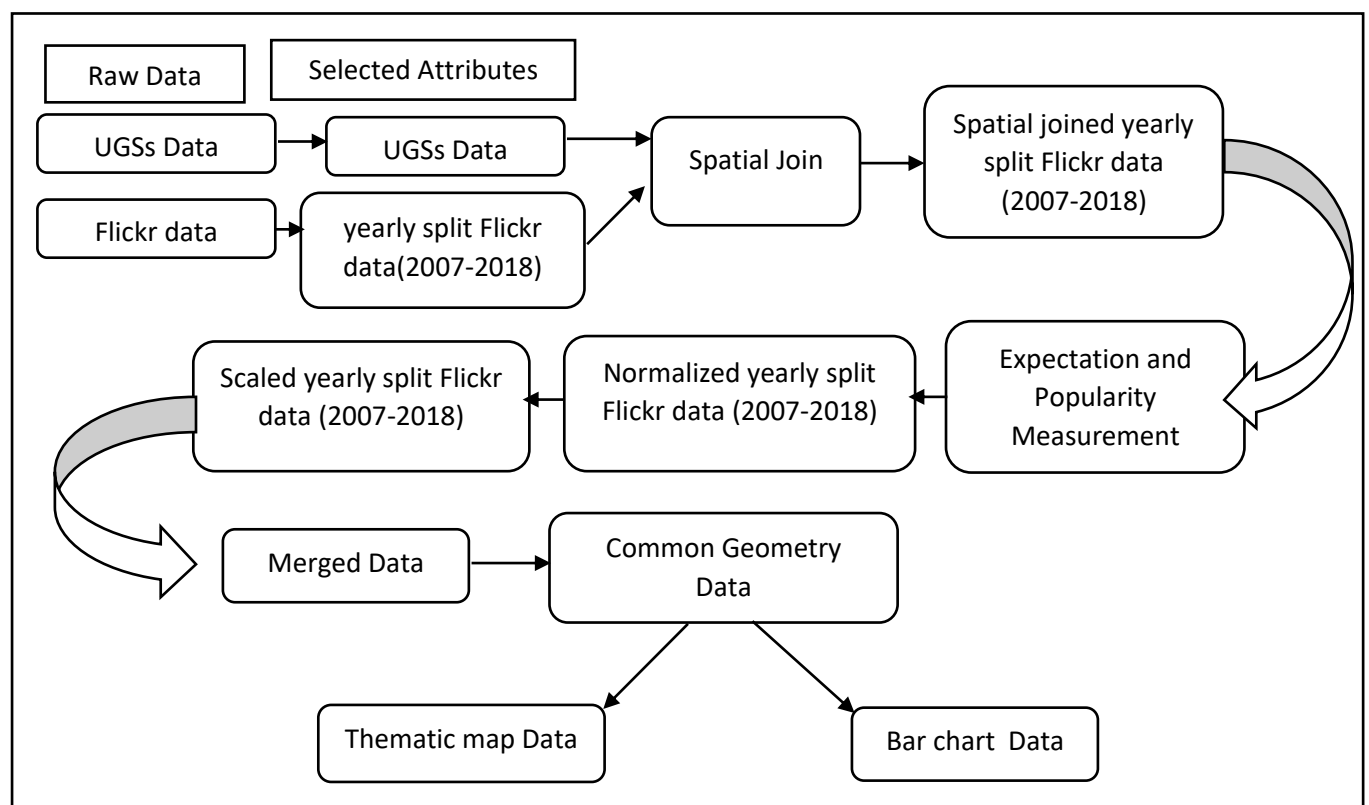 Raw Data
Selected Attributes
UGSs Data
UGSs Data
Flickr data
yearly split Flickr
data(2007-2018)
Spatial Join
Spatial joined yearly
split Flickr data
(2007-2018)
Expectation and
Popularity
Measurement
Normalized yearly split
Flickr data (2007-2018)
Scaled yearly split Flickr
data (2007-2018)
Merged Data
Common Geometry
Data
Thematic map Data
Bar chart Data